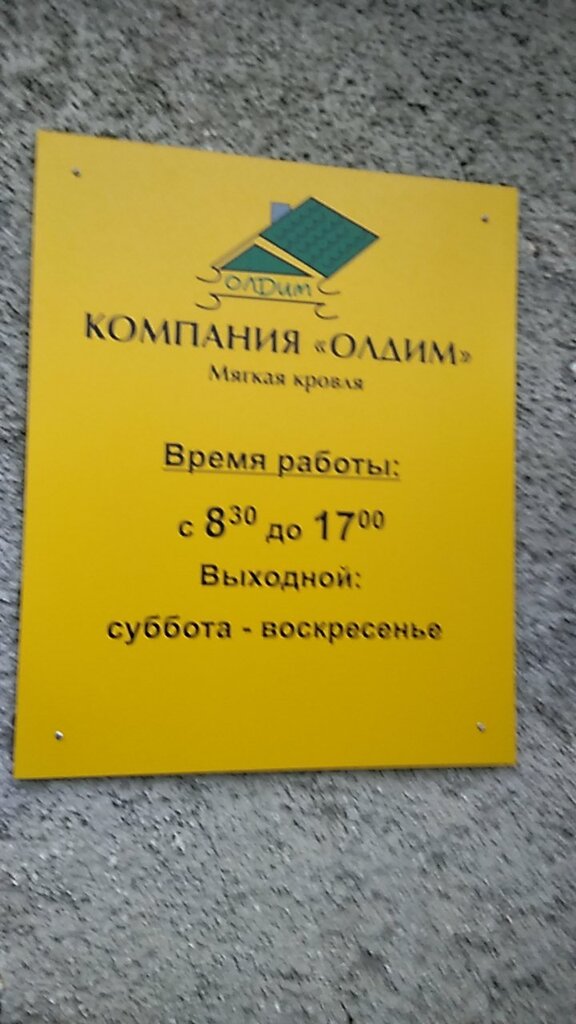 олдим
КОМПАНИЯ «ОЛДИМ»
Мягкая кровля
Время работы:
с 8³⁰ до 17⁰⁰
Выходной:
суббота - воскресенье